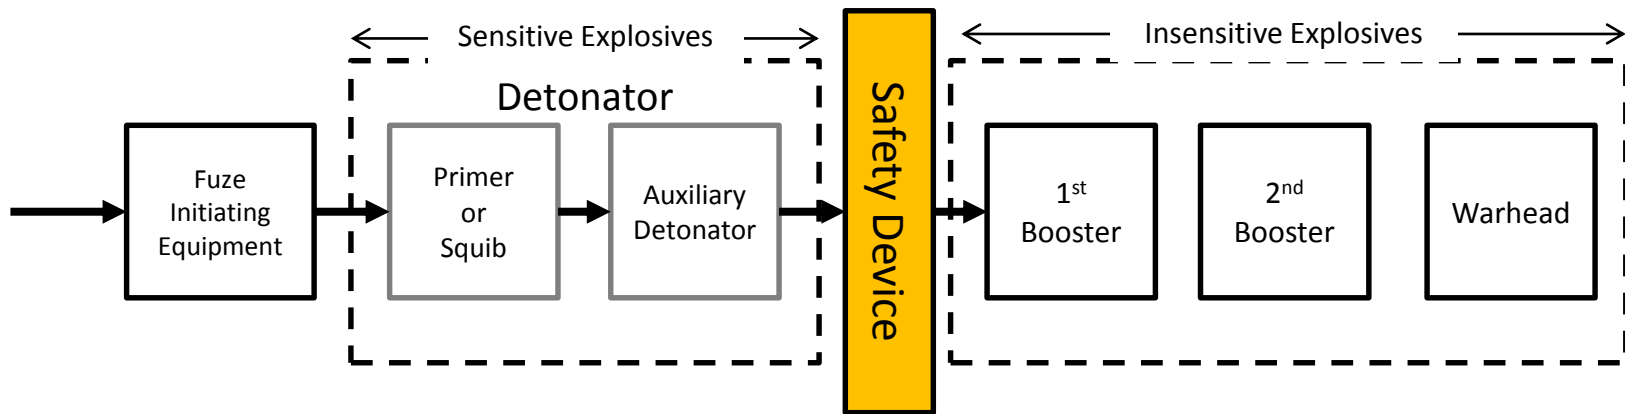 Sensitive Explosives
Insensitive Explosives
Detonator
Fuze
Initiating
Equipment
Primer
or
Squib
Auxiliary
Detonator
Safety Device
1st
Booster
2nd
Booster
Warhead